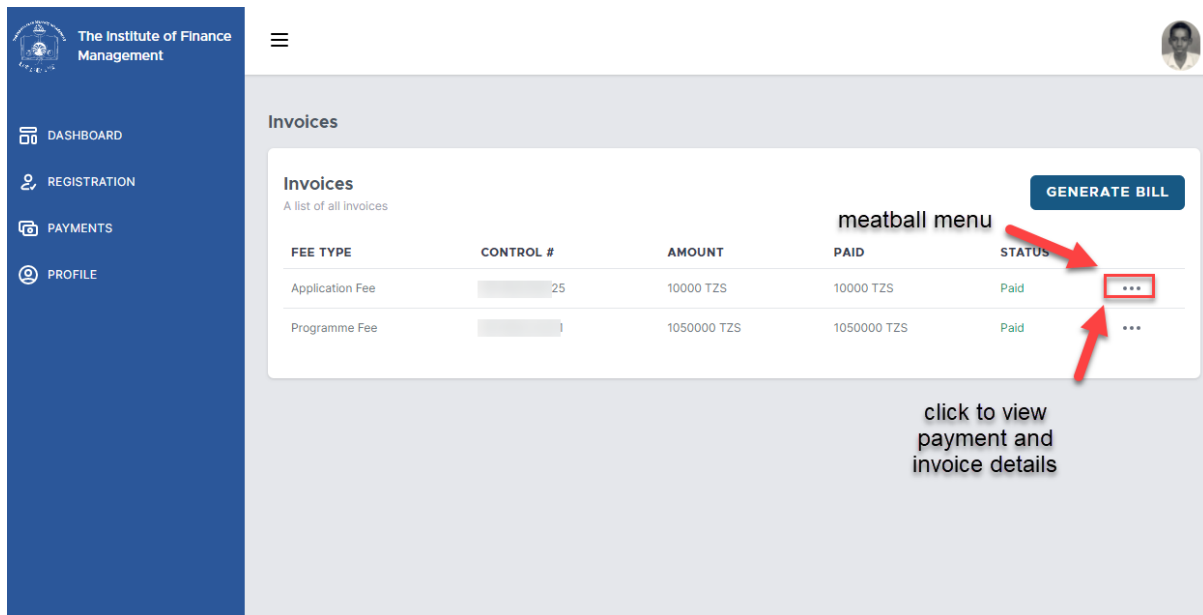 The Institute of Finance
Management
DASHBOARD
REGISTRATION
PAYMENTS
PROFILE
Invoices
Invoices
A list of all invoices
GENERATE BILL
meatball menu
FEE TYPE CONTROL # AMOUNT PAID STATUS
Application Fee 25 10000 TZS 10000 TZS Paid
Programme Fee 1 1050000 TZS 1050000 TZS Paid
click to view
payment and
invoice details